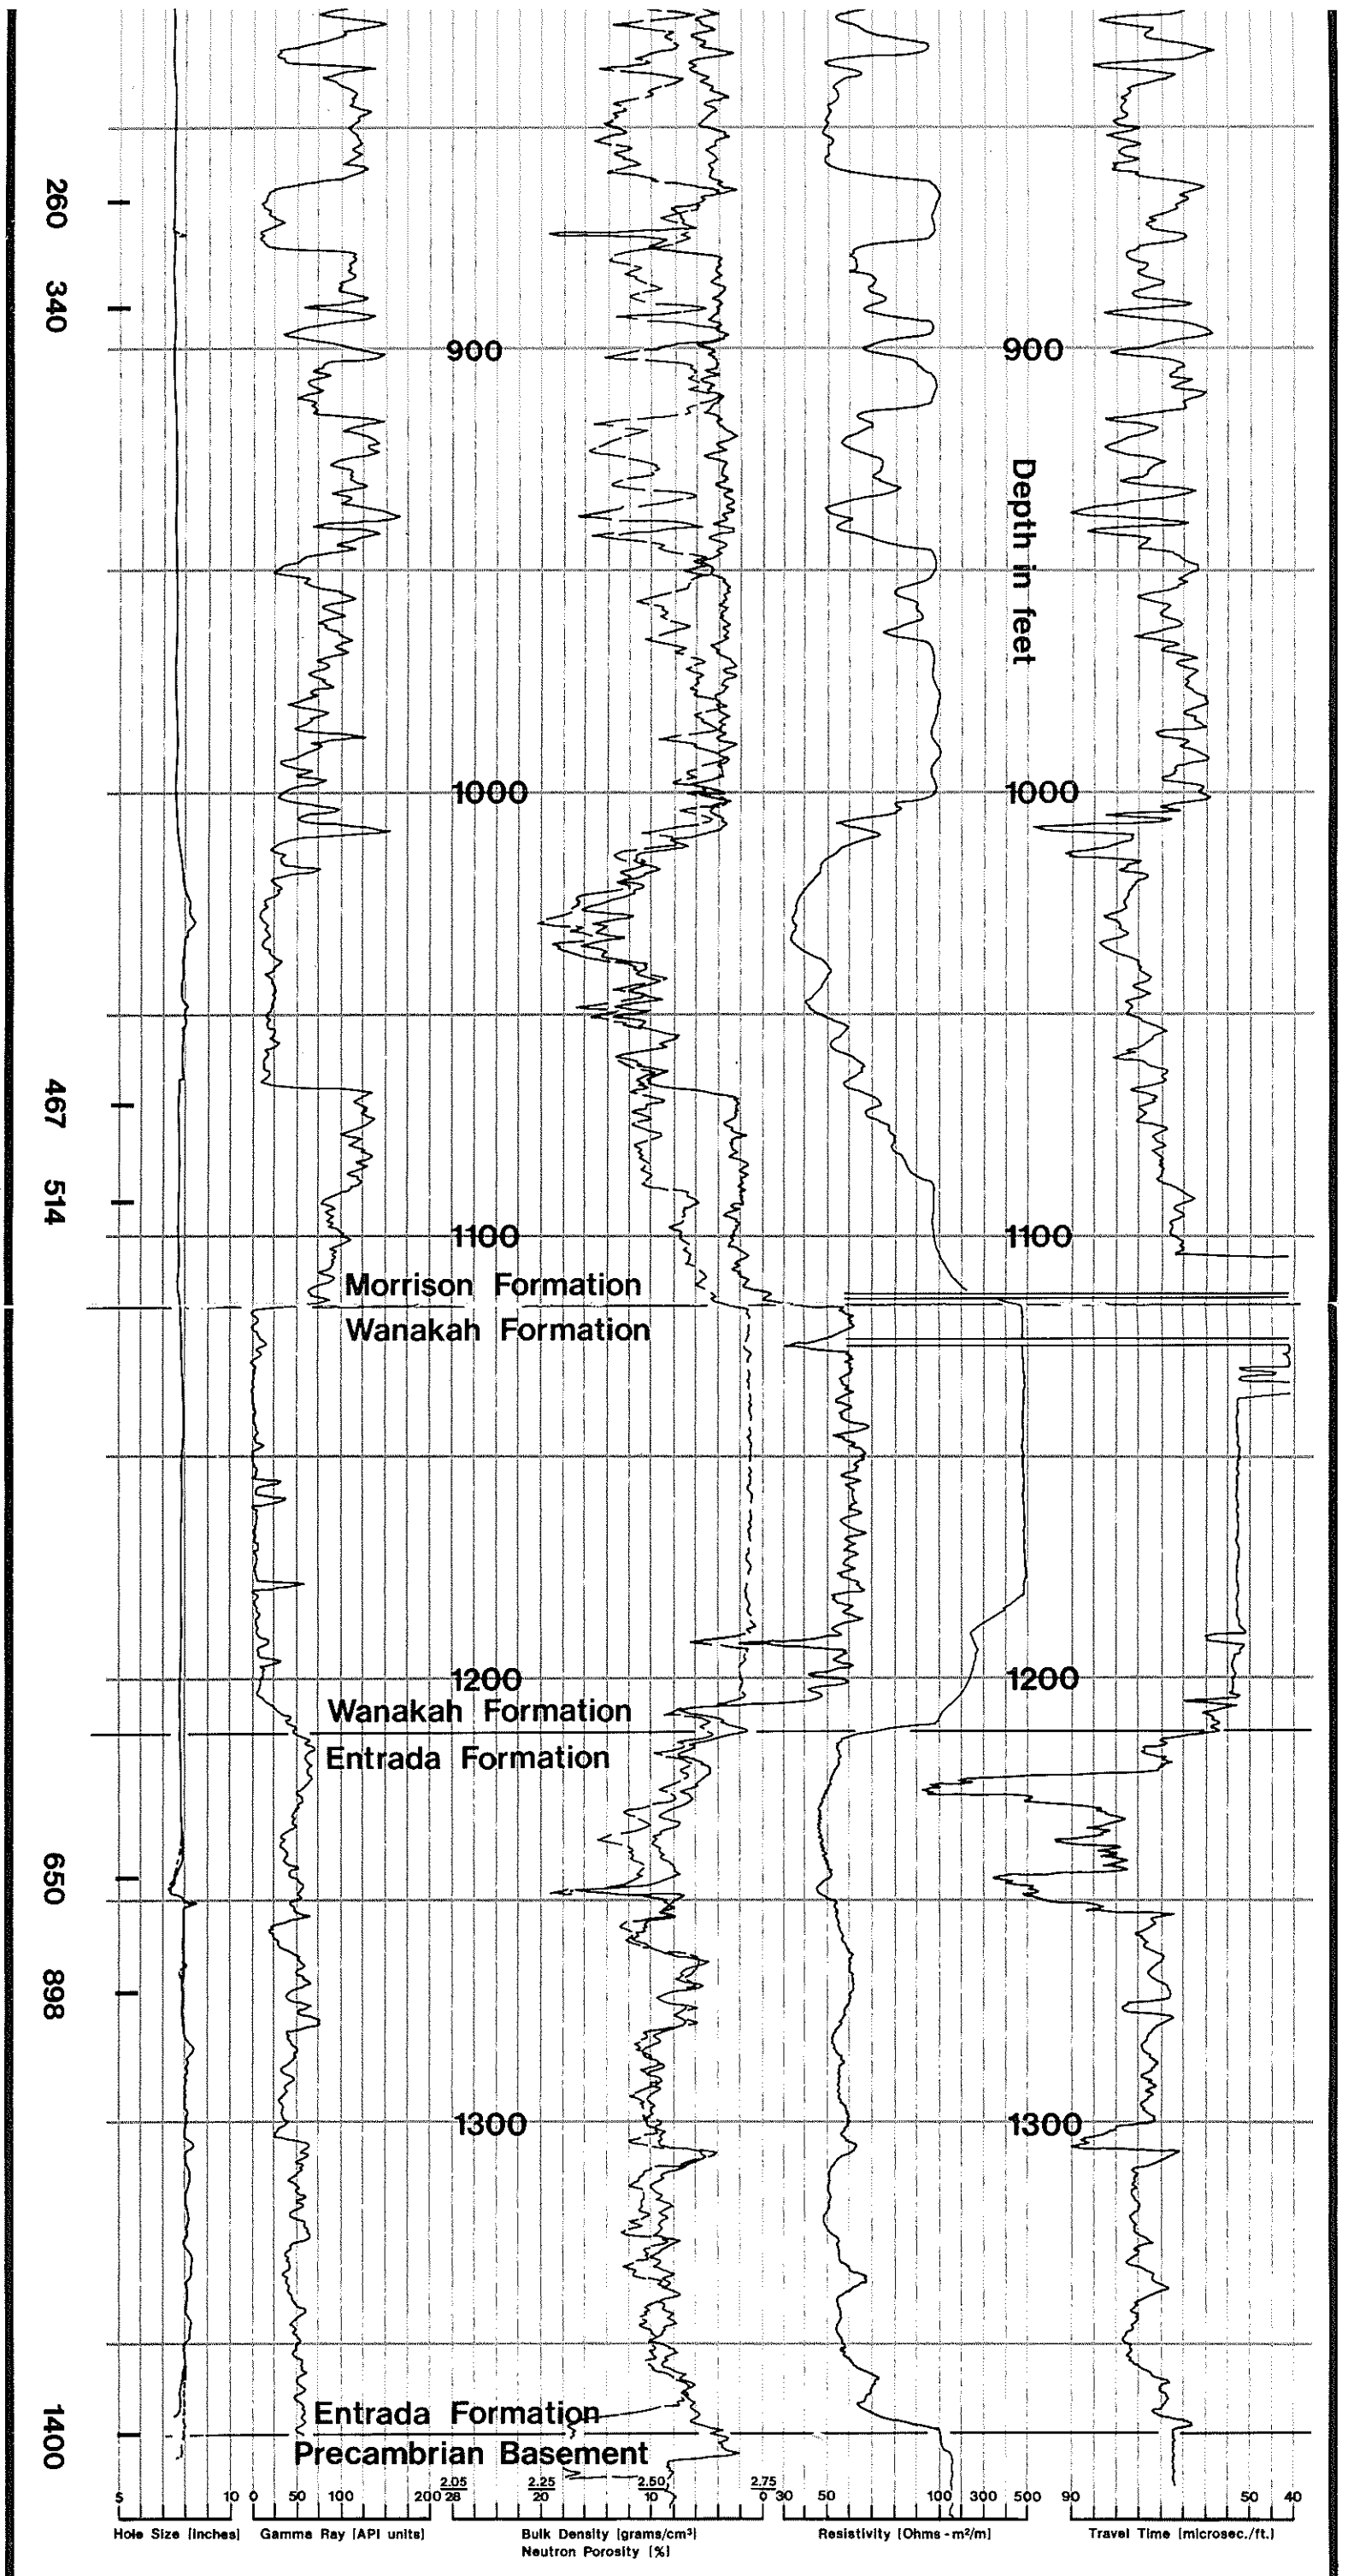 260
340
900
900
Depth in feet
1000
1000
467
514
1100
1100
Morrison Formation
Wanakah Formation
1200
1200
Wanakah Formation
Entrada Formation
650
898
1300
1300
Entrada Formation
1400
Precambrian Basement
2.05 2.25 2.50 2.75
5 10 0 50 100 200 28 20 10 0 30 50 100 300 500 90 50 40
Hole Size [Inches] Gamma Ray [API units] Bulk Density [grams/cm³] Resistivity [Ohms-m²/m] Travel Time [microsec./ft.]
Neutron Porosity [%]